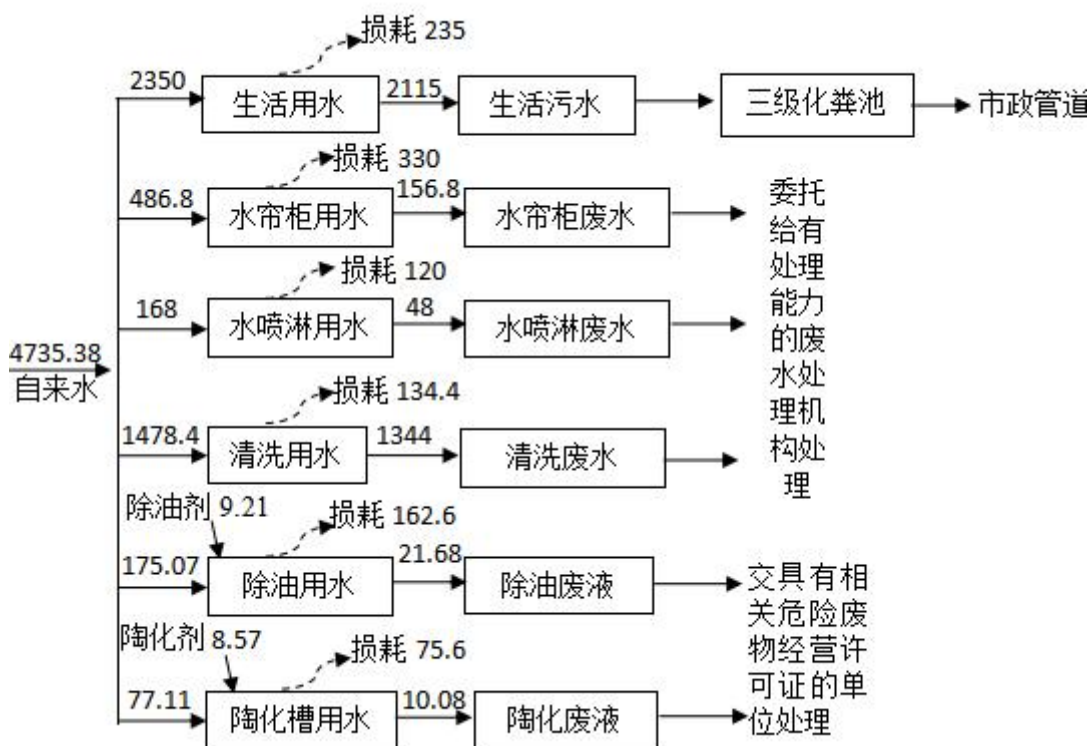 损耗 235
2350
生活用水
2115
生活污水
三级化粪池
市政管道
损耗 330
486.8
水帘柜用水
156.8
水帘柜废水
损耗 120
168
水喷淋用水
48
水喷淋废水
4735.38
自来水
损耗 134.4
1478.4
清洗用水
1344
清洗废水
委托
给有
处理
能力
的废
水处
理机
构处
理
除油剂 9.21
损耗 162.6
175.07
除油用水
21.68
除油废液
陶化剂 8.57
损耗 75.6
77.11
陶化槽用水
10.08
陶化废液
交具有相
关危险废
物经营许
可证的单
位处理